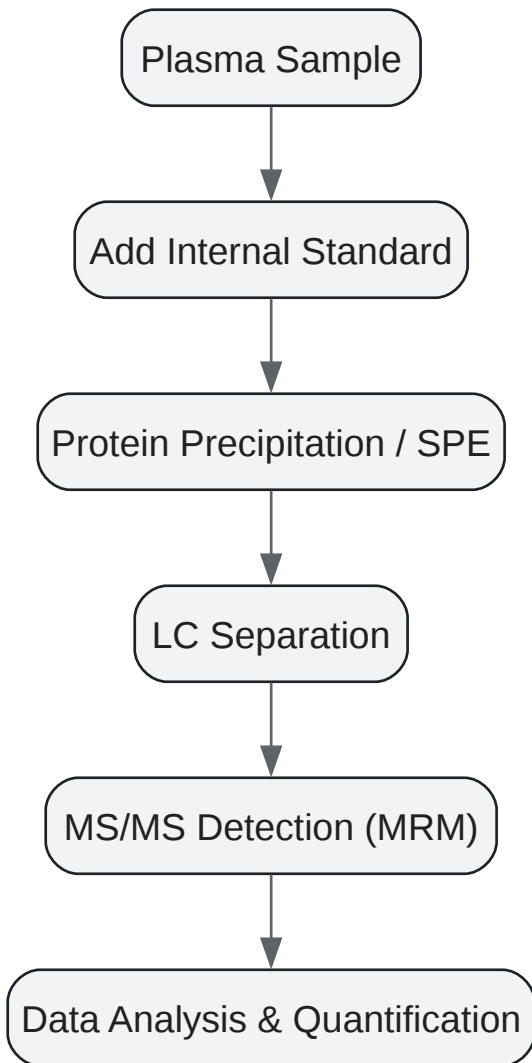 Plasma Sample
Add Internal Standard
Protein Precipitation / SPE
LC Separation
MS/MS Detection (MRM)
Data Analysis & Quantification